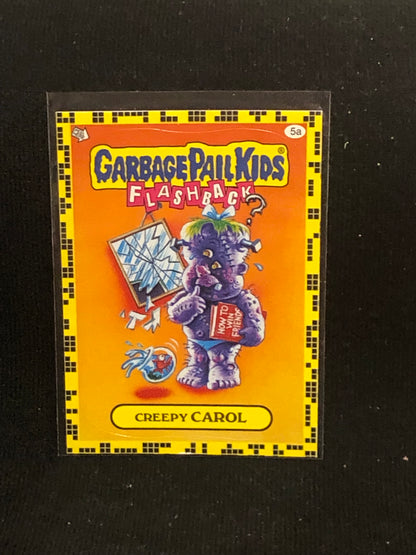 5a
GARBAGE PAIL KIDS®
FLASHBACK
?
HOW TO
WIN
FRIENDS
CREEPY CAROL